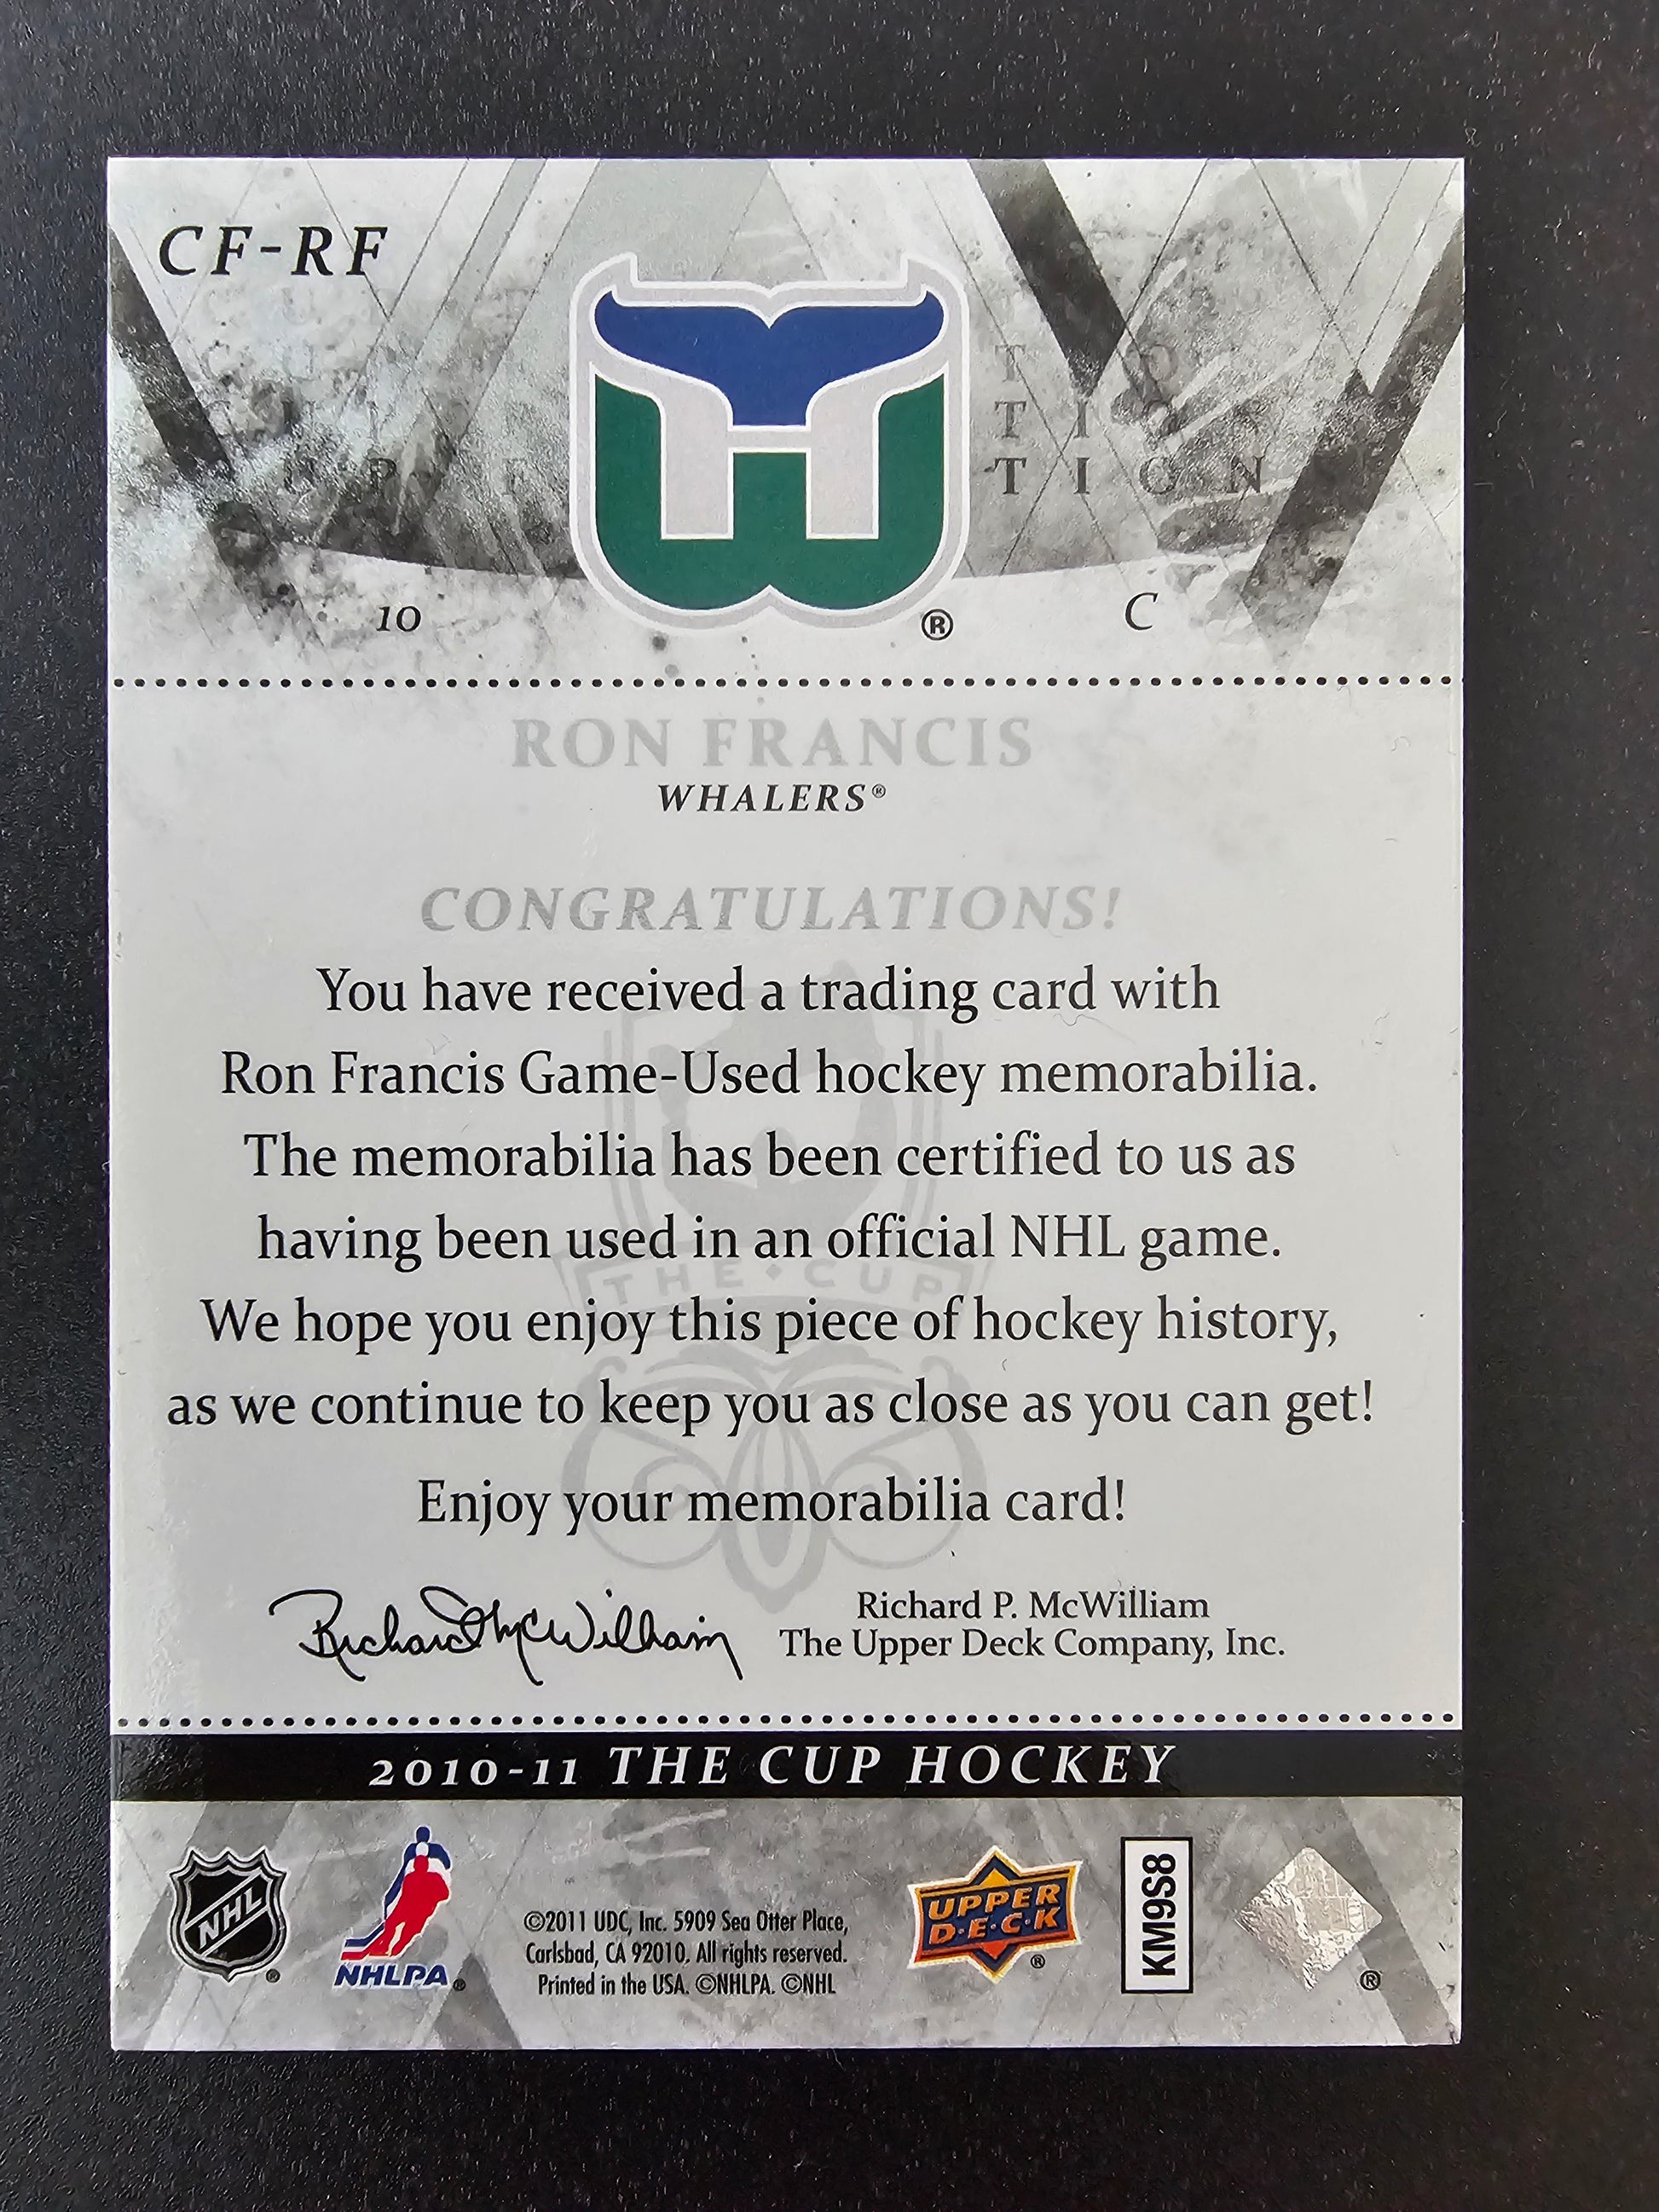 CF-RF
T I O
T I O N
10
®
C
RON FRANCIS
WHALERS®
CONGRATULATIONS!
You have received a trading card with
Ron Francis Game-Used hockey memorabilia.
The memorabilia has been certified to us as
having been used in an official NHL game.
THE • CUP
We hope you enjoy this piece of hockey history,
as we continue to keep you as close as you can get!
Enjoy your memorabilia card!
Richard McWilliam
Richard P. McWilliam
The Upper Deck Company, Inc.
2010-11 THE CUP HOCKEY
NHL ®
NHLPA ®
©2011 UDC, Inc. 5909 Sea Otter Place,
Carlsbad, CA 92010. All rights reserved.
Printed in the USA. ©NHLPA. ©NHL
UPPER
D·E·C·K ®
KM9S8
®